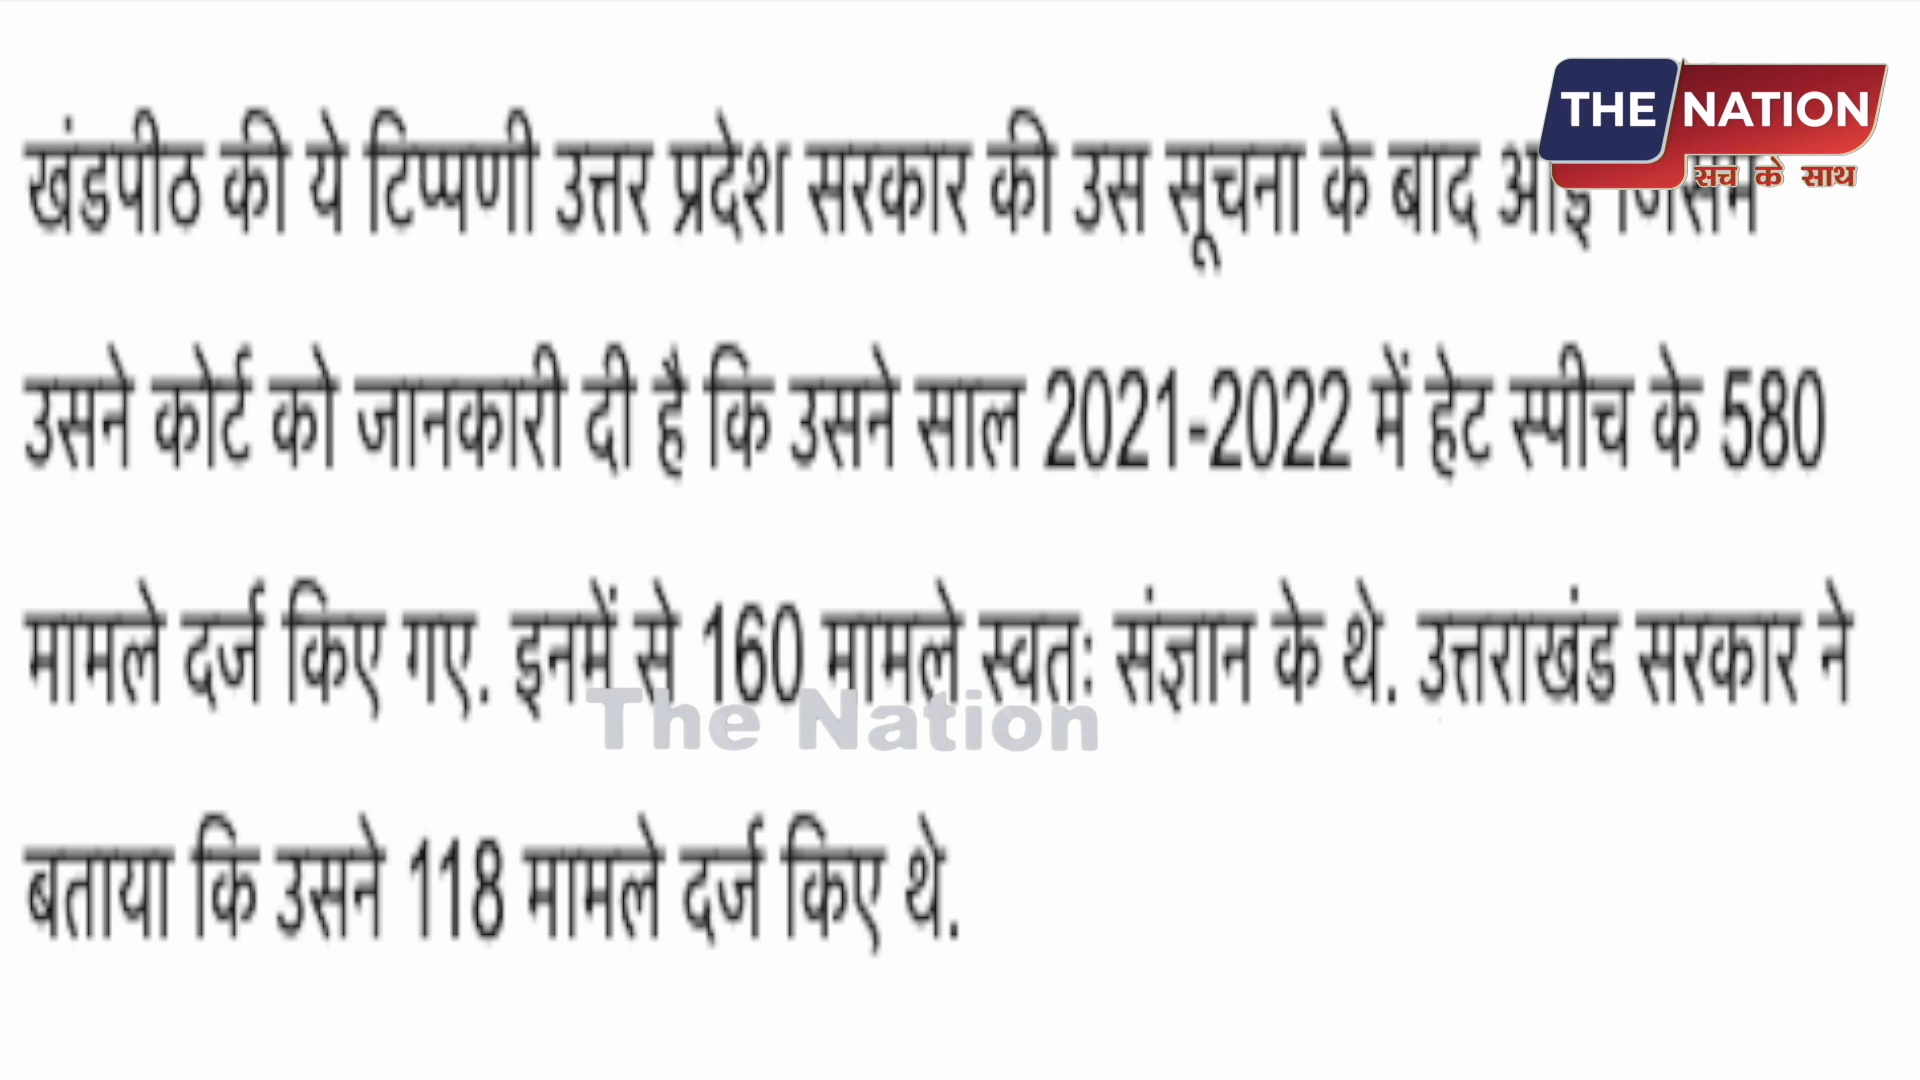 THE NATION
सच के साथ
खंडपीठ की ये टिप्पणी उत्तर प्रदेश सरकार की उस सूचना के बाद आई जिसमें
उसने कोर्ट को जानकारी दी है कि उसने साल 2021-2022 में हेट स्पीच के 580
मामले दर्ज किए गए. इनमें से 160 मामले स्वतः संज्ञान के थे. उत्तराखंड सरकार ने
The Nation
बताया कि उसने 118 मामले दर्ज किए थे.